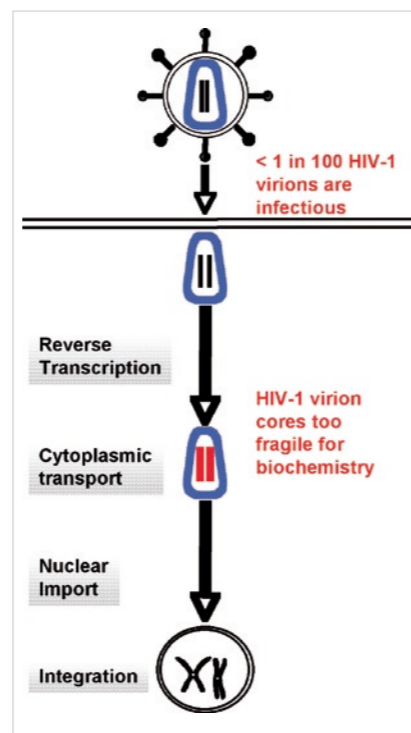 < 1 in 100 HIV-1
virions are
infectious
Reverse
Transcription
HIV-1 virion
cores too
fragile for
biochemistry
Cytoplasmic
transport
Nuclear
Import
Integration